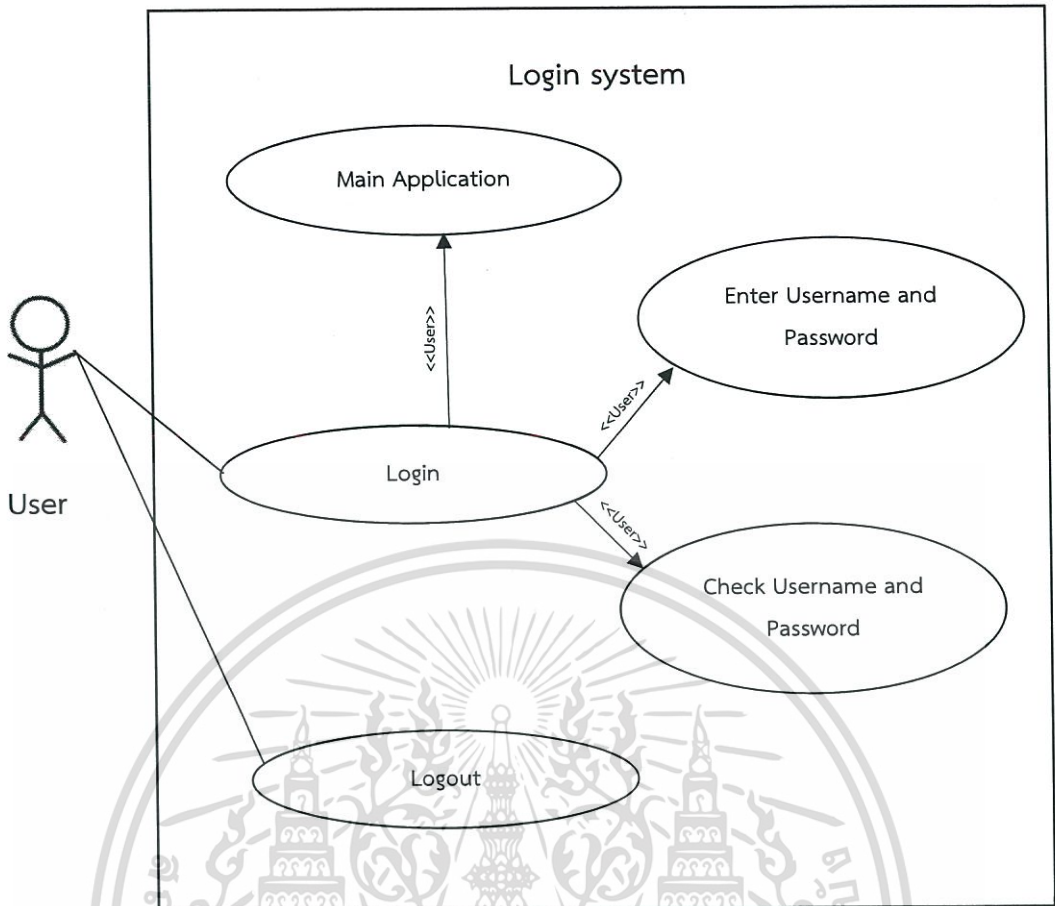 Login system
Main Application
<<User>>
Enter Username and
Password
<<User>>
Login
User
<<User>>
Check Username and
Password
Logout